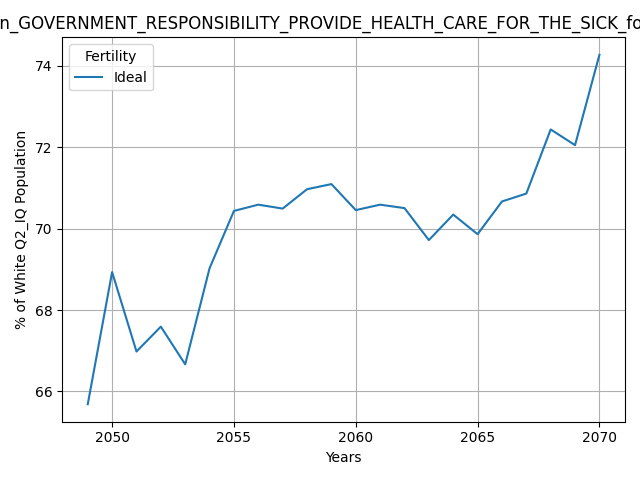 n_GOVERNMENT_RESPONSIBILITY_PROVIDE_HEALTH_CARE_FOR_THE_SICK_fo
Fertility
Ideal
74
72
70
68
66
% of White Q2_IQ Population
2050
2055
2060
2065
2070
Years